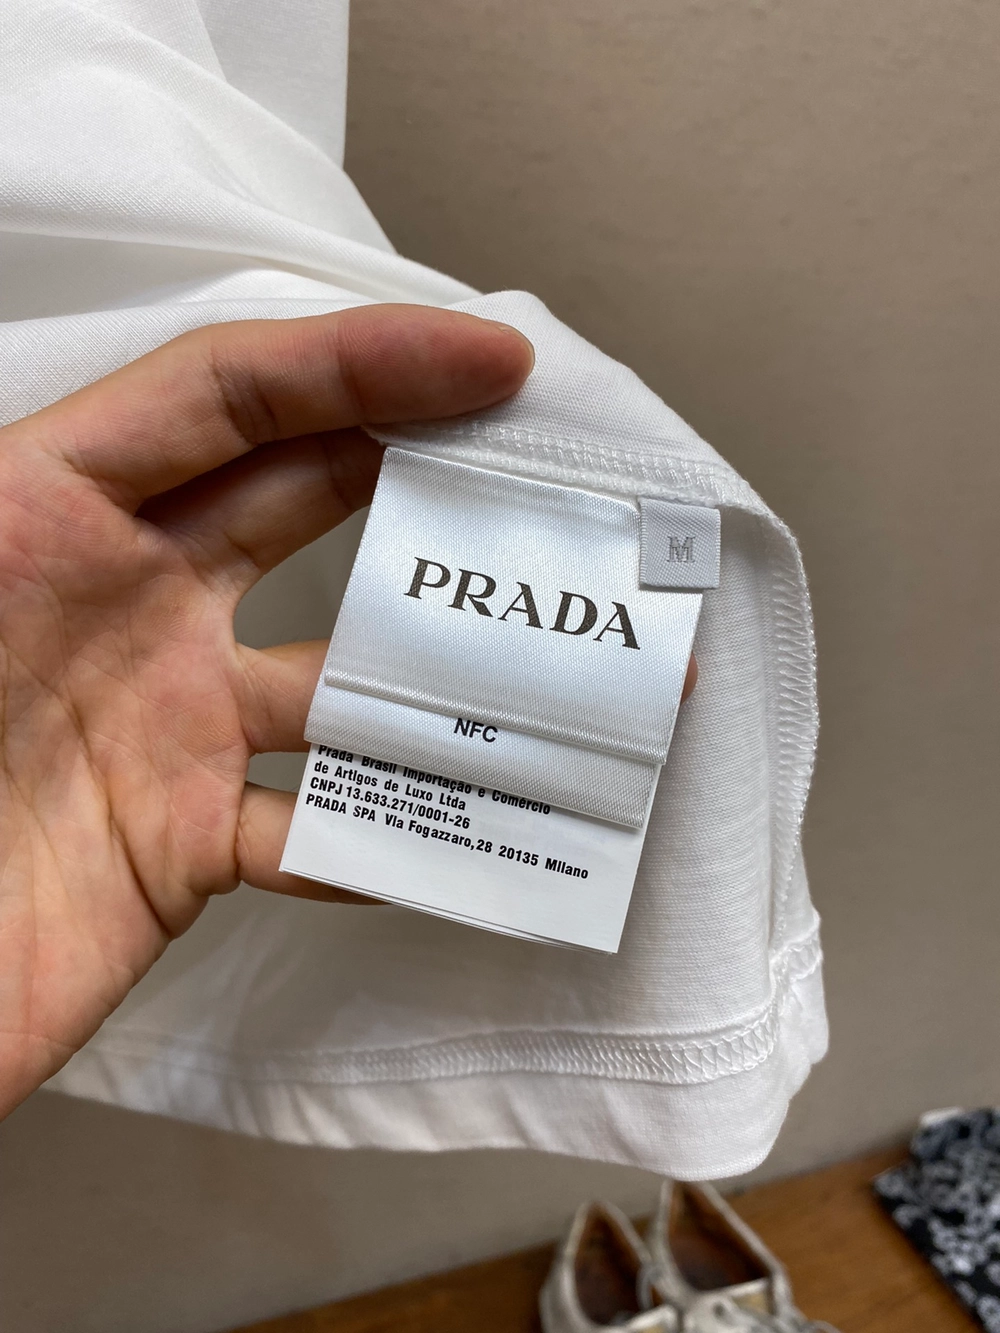 PRADA
M
NFC
Prada Brasil Importação e Comércio
de Artigos de Luxo Ltda
CNPJ 13.633.271/0001-26
PRADA SPA Via Fogazzaro,28 20135 Milano